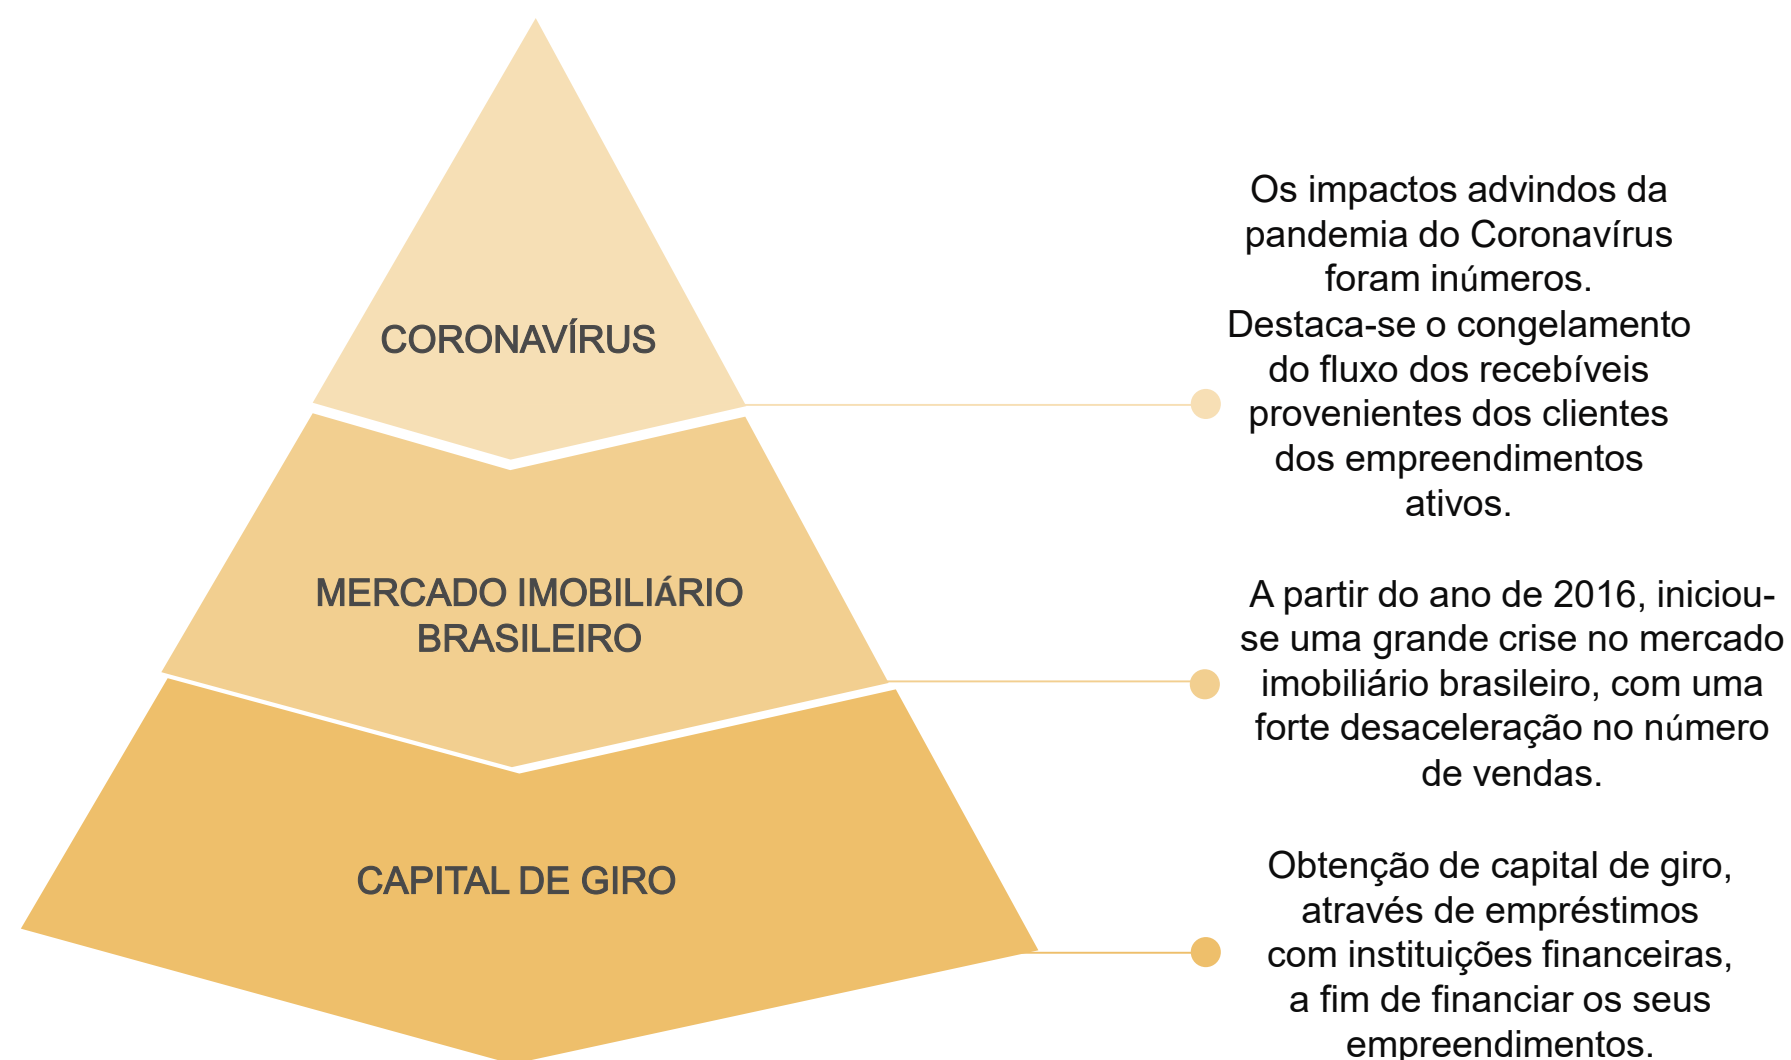 CORONAVÍRUS
Os impactos advindos da
pandemia do Coronavírus
foram inúmeros.
Destaca-se o congelamento
do fluxo dos recebíveis
provenientes dos clientes
dos empreendimentos
ativos.
MERCADO IMOBILIÁRIO
BRASILEIRO
A partir do ano de 2016, iniciou-
se uma grande crise no mercado
imobiliário brasileiro, com uma
forte desaceleração no número
de vendas.
CAPITAL DE GIRO
Obtenção de capital de giro,
através de empréstimos
com instituições financeiras,
a fim de financiar os seus
empreendimentos.